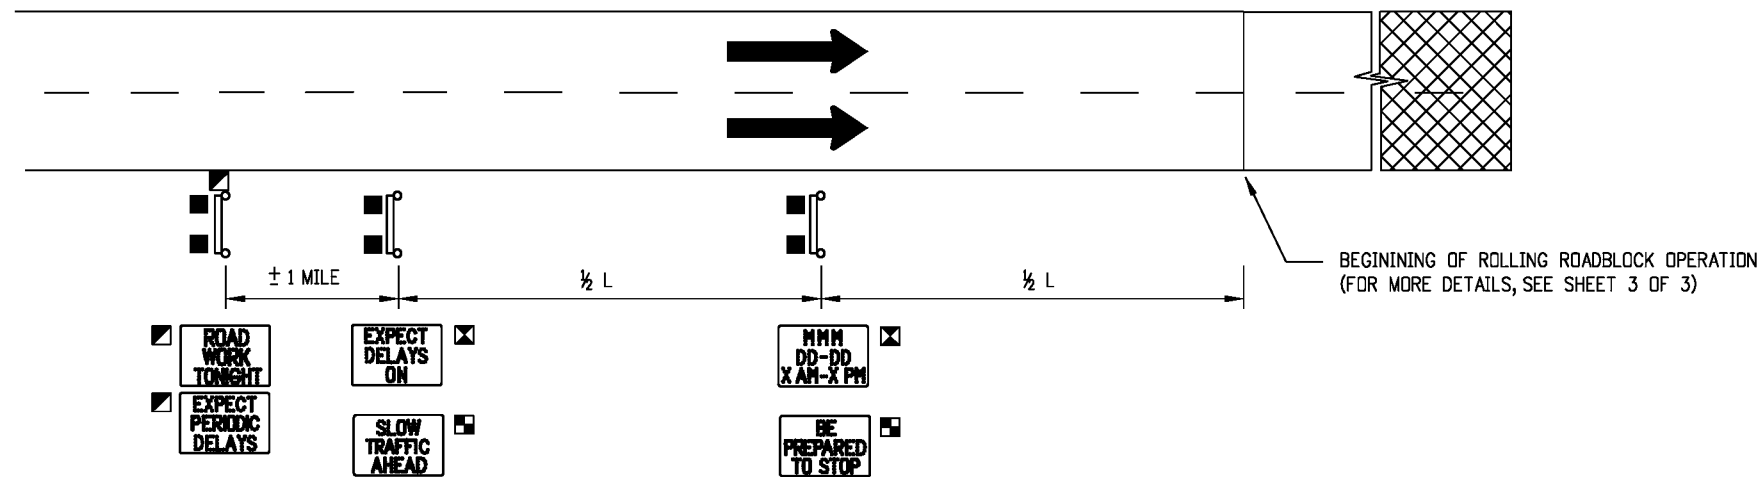 BEGINNINING OF ROLLING ROADBLOCK OPERATION
(FOR MORE DETAILS, SEE SHEET 3 OF 3)
± 1 MILE
½ L
½ L
ROAD
WORK
TONIGHT
EXPECT
PERIODIC
DELAYS
EXPECT
DELAYS
ON
SLOW
TRAFFIC
AHEAD
MMM
DD-DD
X AM-X PM
BE
PREPARED
TO STOP